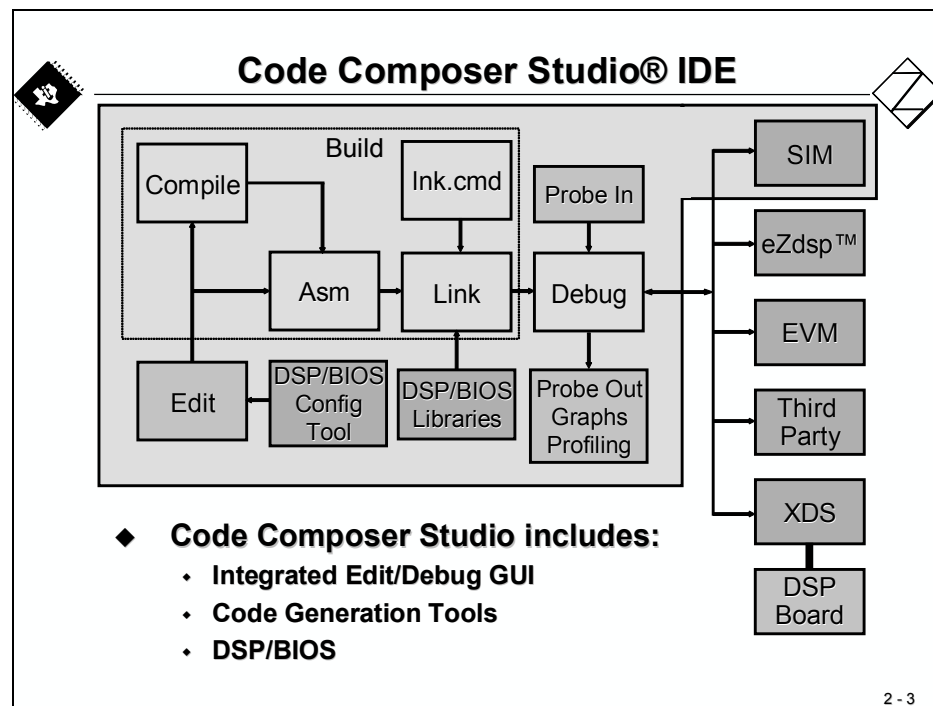 Code Composer Studio® IDE
Build
Compile
lnk.cmd
Probe In
SIM
Asm
Link
Debug
eZdsp™
EVM
Edit
DSP/BIOS
Config
Tool
DSP/BIOS
Libraries
Probe Out
Graphs
Profiling
Third
Party
XDS
DSP
Board
◆ Code Composer Studio includes:
• Integrated Edit/Debug GUI
• Code Generation Tools
• DSP/BIOS
2 - 3